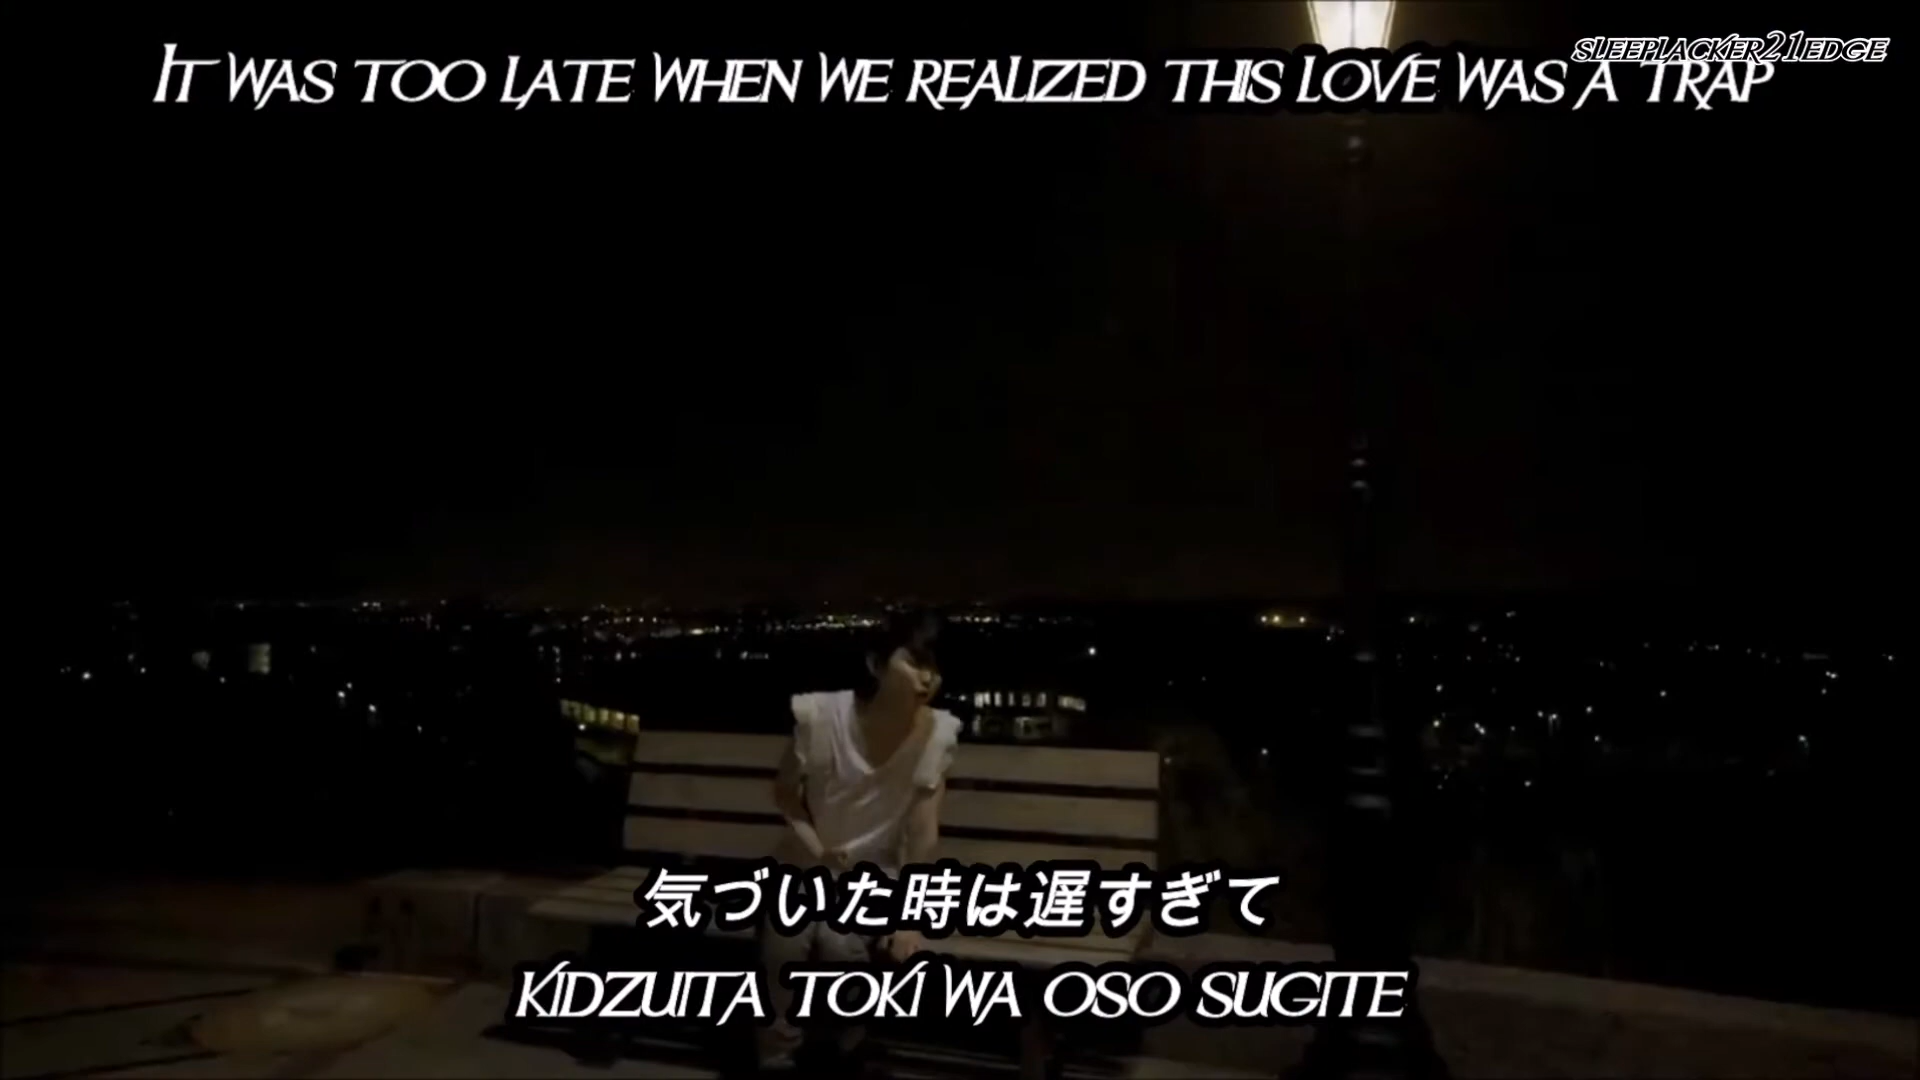 sleeplacker21edge
It was too late when we realized this love was a trap
気づいた時は遅すぎて
kidzuita toki wa oso sugite